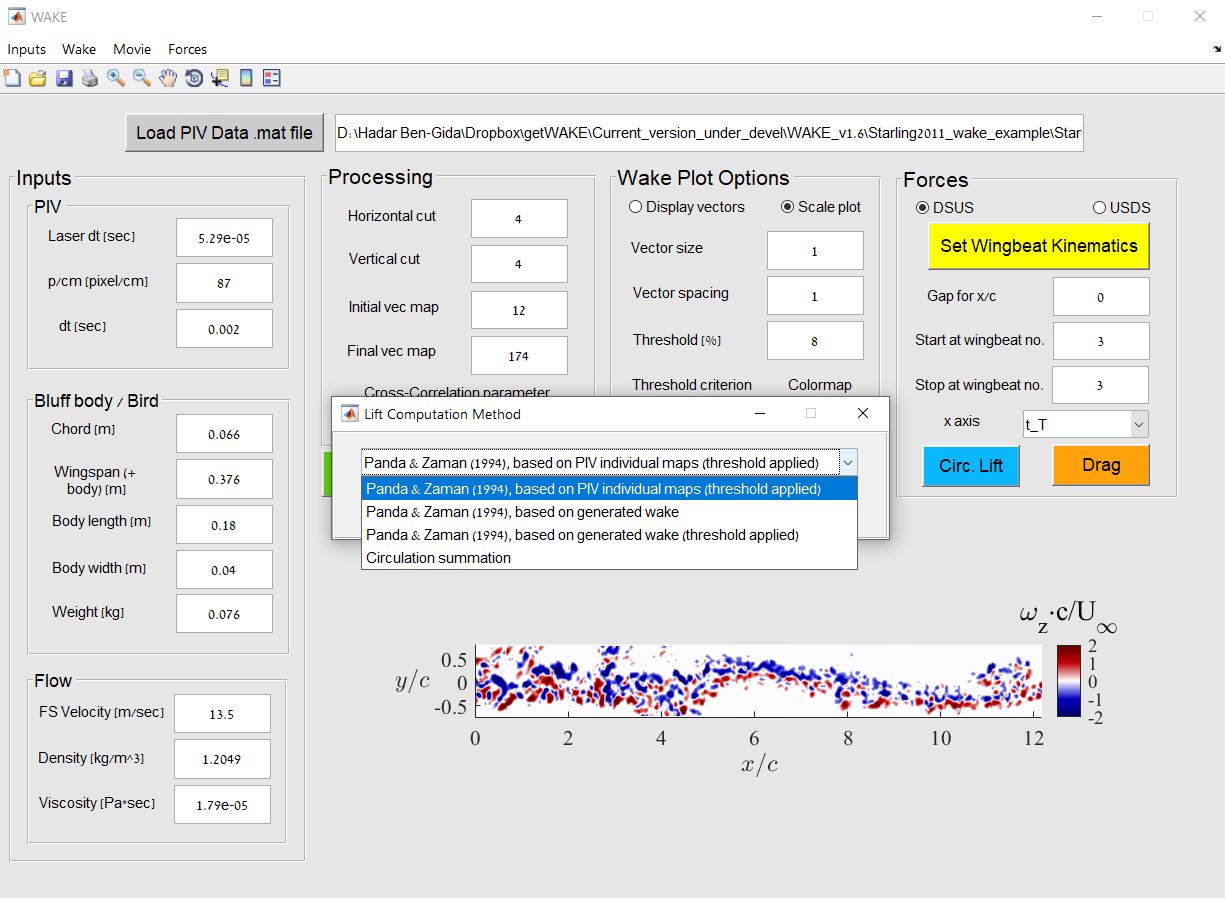 WAKE
Inputs Wake Movie Forces
Load PIV Data .mat file
D:\Hadar Ben-Gida\Dropbox\getWAKE\Current_version_under_devel\WAKE_v1.6\Starling2011_wake_example\Star
Inputs
PIV
Laser dt [sec] 5.29e-05
p/cm [pixel/cm] 87
dt [sec] 0.002
Bluff body / Bird
Chord [m] 0.066
Wingspan (+
body) [m] 0.376
Body length [m] 0.18
Body width [m] 0.04
Weight [kg] 0.076
Flow
FS Velocity [m/sec] 13.5
Density [kg/m^3] 1.2049
Viscosity [Pa*sec] 1.79e-05
Processing
Horizontal cut 4
Vertical cut 4
Initial vec map 12
Final vec map 174
Cross-Correlation parameter
Wake Plot Options
Display vectors Scale plot
Vector size 1
Vector spacing 1
Threshold [%] 8
Threshold criterion Colormap
Forces
DSUS USDS
Set Wingbeat Kinematics
Gap for x/c 0
Start at wingbeat no. 3
Stop at wingbeat no. 3
x axis t_T
Circ. Lift Drag
Lift Computation Method
Panda & Zaman (1994), based on PIV individual maps (threshold applied)
Panda & Zaman (1994), based on PIV individual maps (threshold applied)
Panda & Zaman (1994), based on generated wake
Panda & Zaman (1994), based on generated wake (threshold applied)
Circulation summation
ω_z·c/U_∞
2
1
0
-1
-2
y/c
0.5
0
-0.5
0 2 4 6 8 10 12
x/c